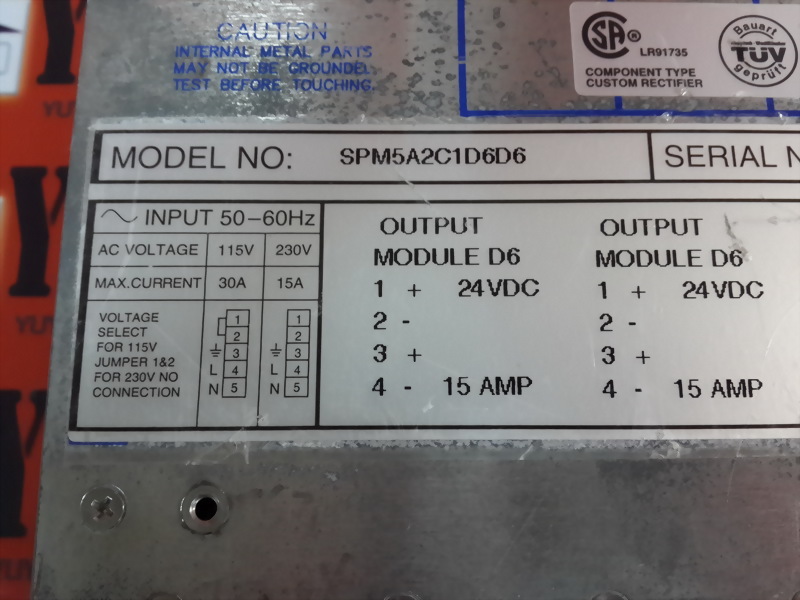 CAUTION
INTERNAL METAL PARTS
MAY NOT BE GROUNDED.
TEST BEFORE TOUCHING.
CSA ®
LR91735
COMPONENT TYPE
CUSTOM RECTIFIER
Bauart
TÜV
geprüft
MODEL NO: SPM5A2C1D6D6
SERIAL
INPUT 50-60Hz
AC VOLTAGE 115V 230V
MAX.CURRENT 30A 15A
VOLTAGE
SELECT
FOR 115V
JUMPER 1&2
FOR 230V NO
CONNECTION
1
2
3
L 4
N 5
1
2
3
L 4
N 5
OUTPUT
MODULE D6
1 + 24VDC
2 -
3 +
4 - 15 AMP
OUTPUT
MODULE D6
1 + 24VDC
2 -
3 +
4 - 15 AMP